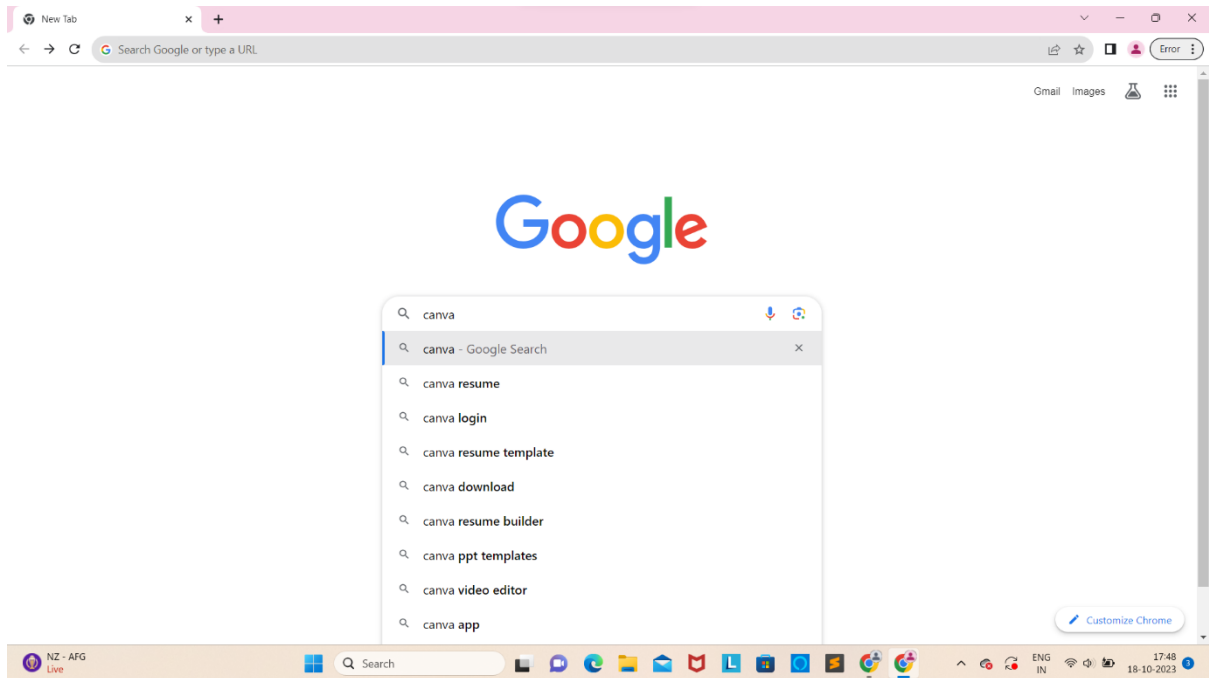 New Tab
Search Google or type a URL
Error
Gmail Images
Google
canva
canva - Google Search
canva resume
canva login
canva resume template
canva download
canva resume builder
canva ppt templates
canva video editor
canva app
Customize Chrome
NZ - AFG
Live
Search
ENG
IN
17:48
18-10-2023
3